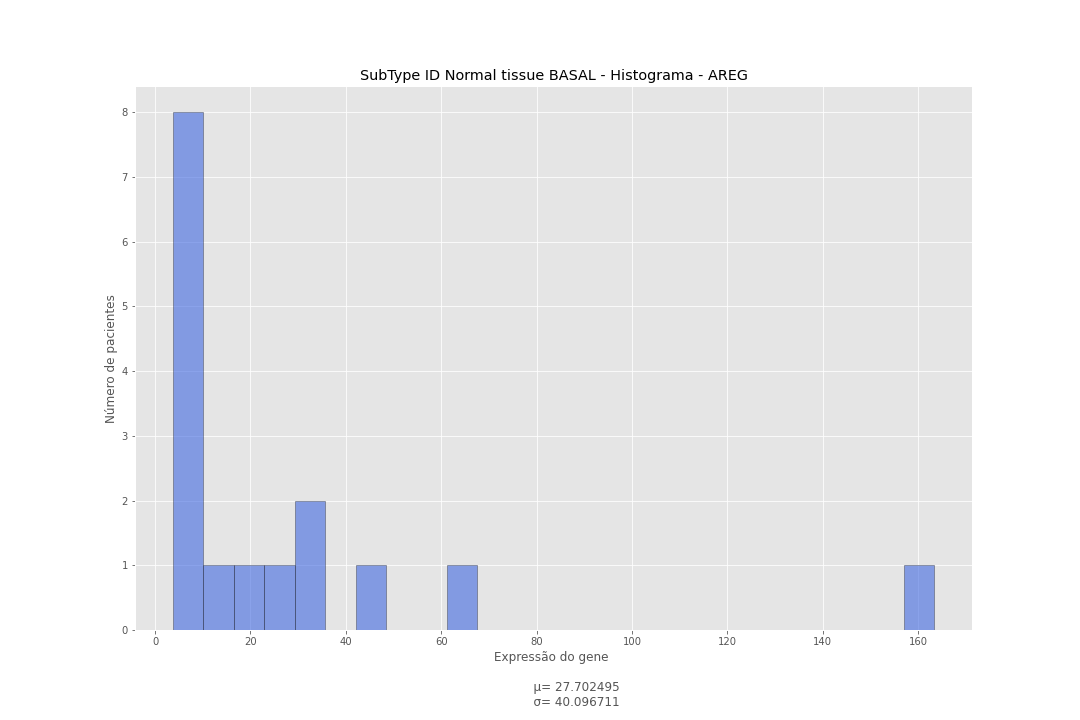 SubType ID Normal tissue BASAL - Histograma - AREG
8
7
6
5
4
3
2
1
0
Número de pacientes
0 20 40 60 80 100 120 140 160
Expressão do gene
μ= 27.702495
σ= 40.096711